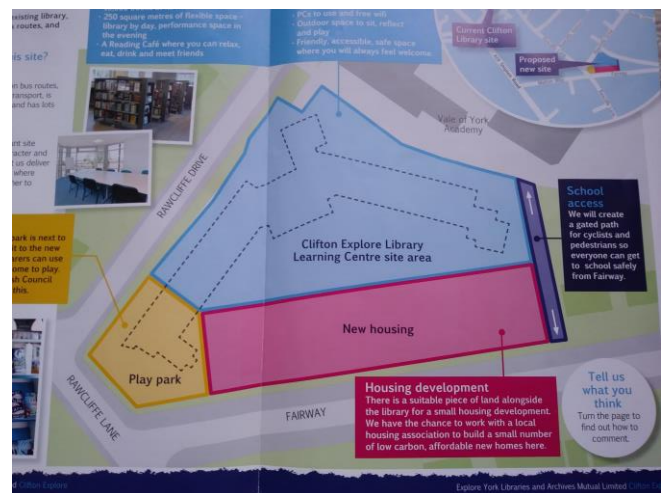 existing library,
routes, and
is site?
bus routes,
transport, is
and has lots
site
and
us deliver
where
to
- 250 square metres of flexible space -
library by day, performance space in
the evening
- A Reading Café where you can relax,
eat, drink and meet friends
- PCs to use and free wifi
- Outdoor space to sit, reflect
and play
- Friendly, accessible, safe space
where you will always feel welcome
Current Clifton
Library site
Proposed
new site
Vale of York
Academy
RAWCLIFFE DRIVE
School
access
We will create
a gated path
for cyclists and
pedestrians so
everyone can get
to school safely
from Fairway.
park is next to
it to the new
can use
come to play.
Council
this.
Clifton Explore Library
Learning Centre site area
New housing
Play park
RAWCLIFFE LANE
FAIRWAY
Housing development
There is a suitable piece of land alongside
the library for a small housing development.
We have the chance to work with a local
housing association to build a small number
of low carbon, affordable new homes here.
Tell us
what you
think
Turn the page to
find out how to
comment.
Clifton Explore
Explore York Libraries and Archives Mutual Limited Clifton